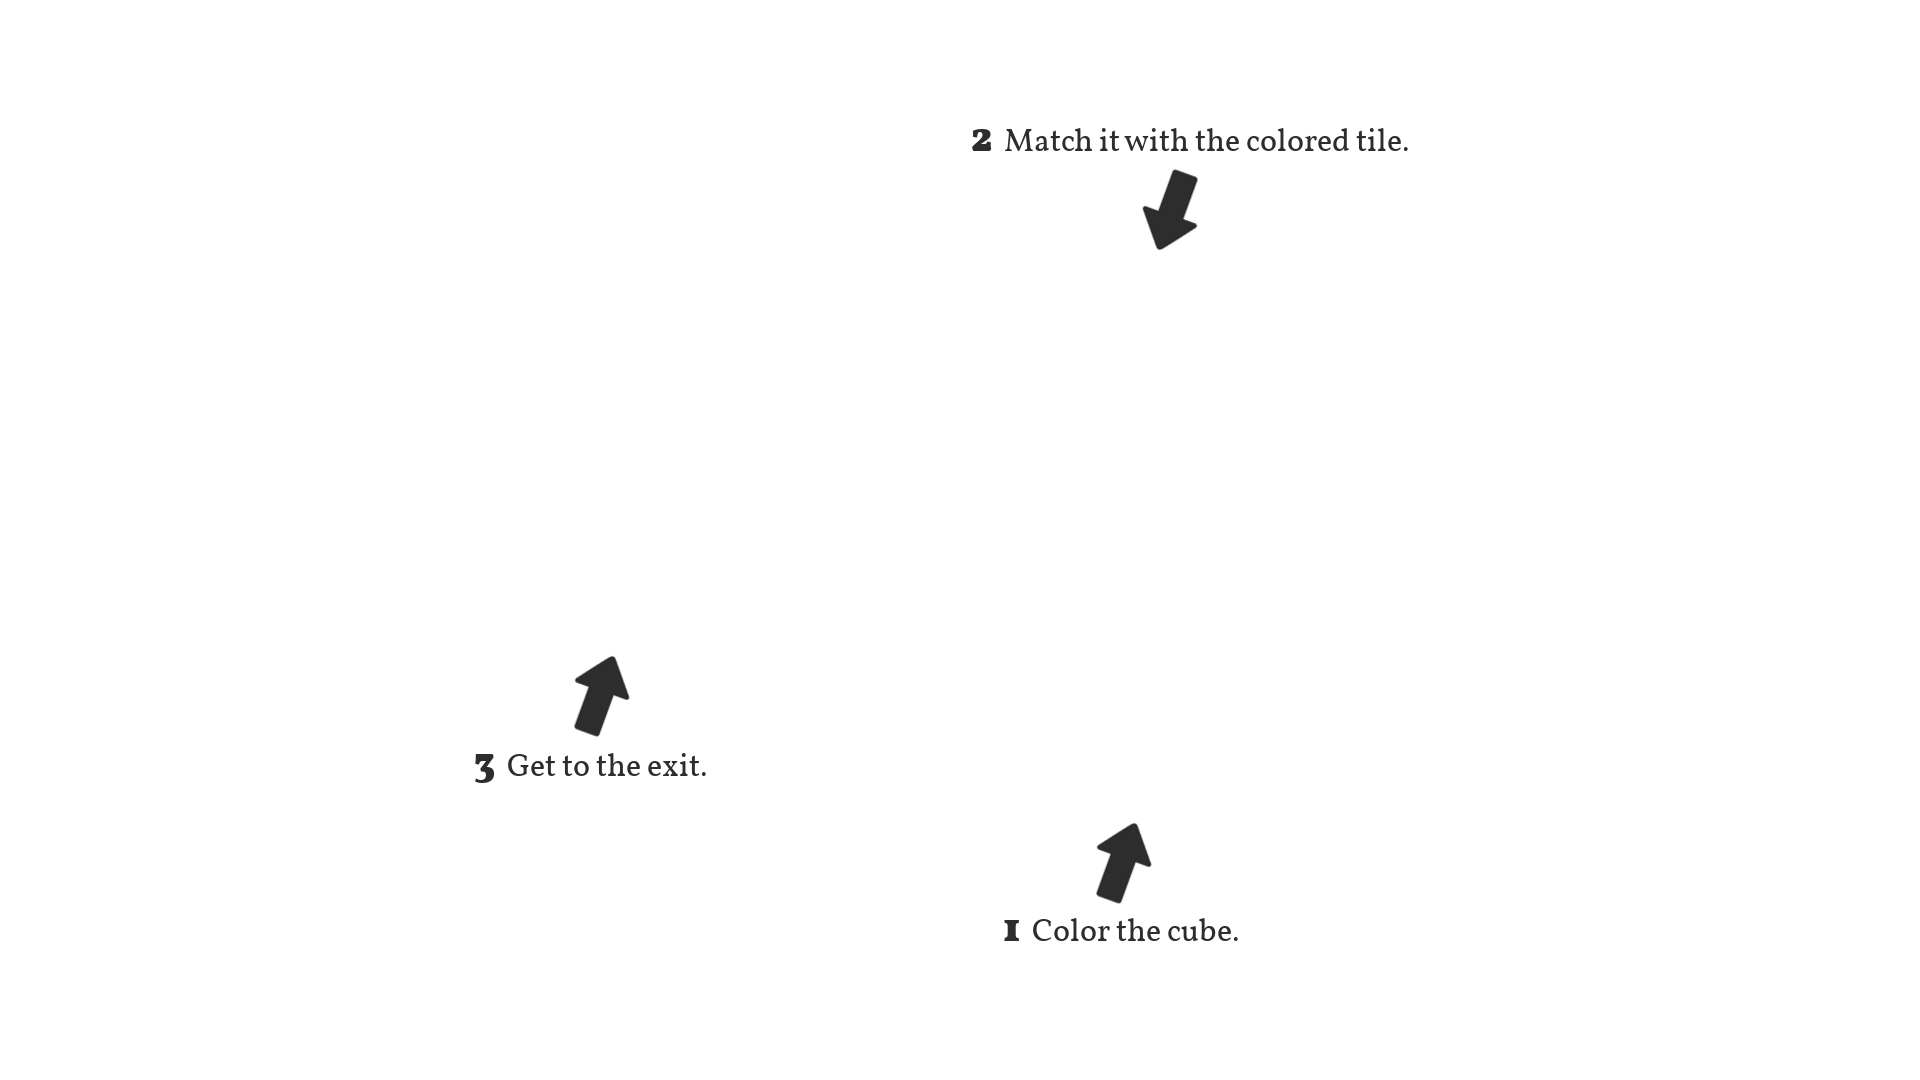 2 Match it with the colored tile.
3 Get to the exit.
1 Color the cube.